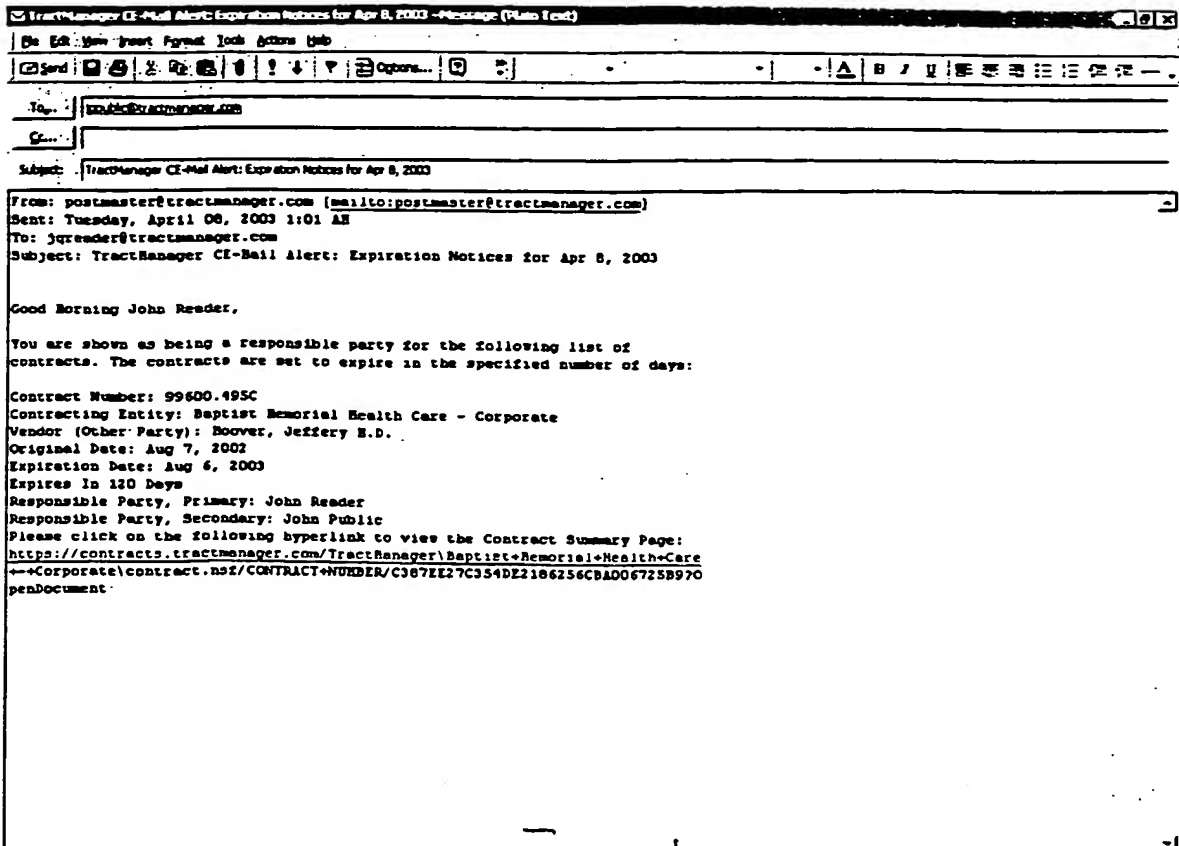 TractManager CE-Mail Alert: Expiration Notices for Apr 8, 2003 - Message (Plain Text)
File Edit View Insert Format Tools Actions Help
Send Options... A B I U
To...
jpublic@tractmanager.com
Cc...
Subject: TractManager CE-Mail Alert: Expiration Notices for Apr 8, 2003
From: postmaster@tractmanager.com [mailto:postmaster@tractmanager.com]
Sent: Tuesday, April 08, 2003 1:01 AM
To: jqreader@tractmanager.com
Subject: TractManager CE-Mail Alert: Expiration Notices for Apr 8, 2003
Good Morning John Reader,
You are shown as being a responsible party for the following list of
contracts. The contracts are set to expire in the specified number of days:
Contract Number: 99600.495C
Contracting Entity: Baptist Memorial Health Care - Corporate
Vendor (Other Party): Hoover, Jeffery M.D.
Original Date: Aug 7, 2002
Expiration Date: Aug 6, 2003
Expires In 120 Days
Responsible Party, Primary: John Reader
Responsible Party, Secondary: John Public
Please click on the following hyperlink to view the Contract Summary Page:
https://contracts.tractmanager.com/TractManager\Baptist+Memorial+Health+Care
+-+Corporate\contract.nsf/CONTRACT+NUMBER/C387EE27C354DE2186256CBA006725B9?O
penDocument